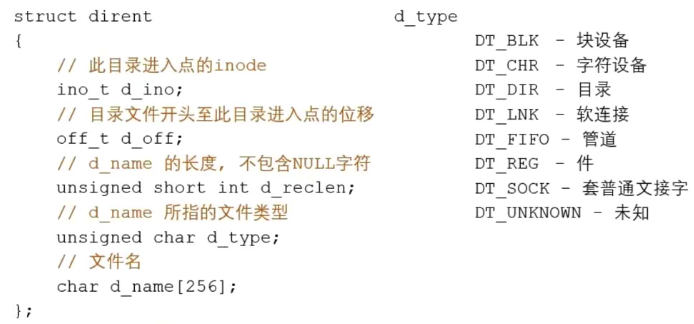 struct dirent
{
// 此目录进入点的inode
ino_t d_ino;
// 目录文件开头至此目录进入点的位移
off_t d_off;
// d_name 的长度, 不包含NULL字符
unsigned short int d_reclen;
// d_name 所指的文件类型
unsigned char d_type;
// 文件名
char d_name[256];
};
d_type
DT_BLK - 块设备
DT_CHR - 字符设备
DT_DIR - 目录
DT_LNK - 软连接
DT_FIFO - 管道
DT_REG - 件
DT_SOCK - 套普通文接字
DT_UNKNOWN - 未知